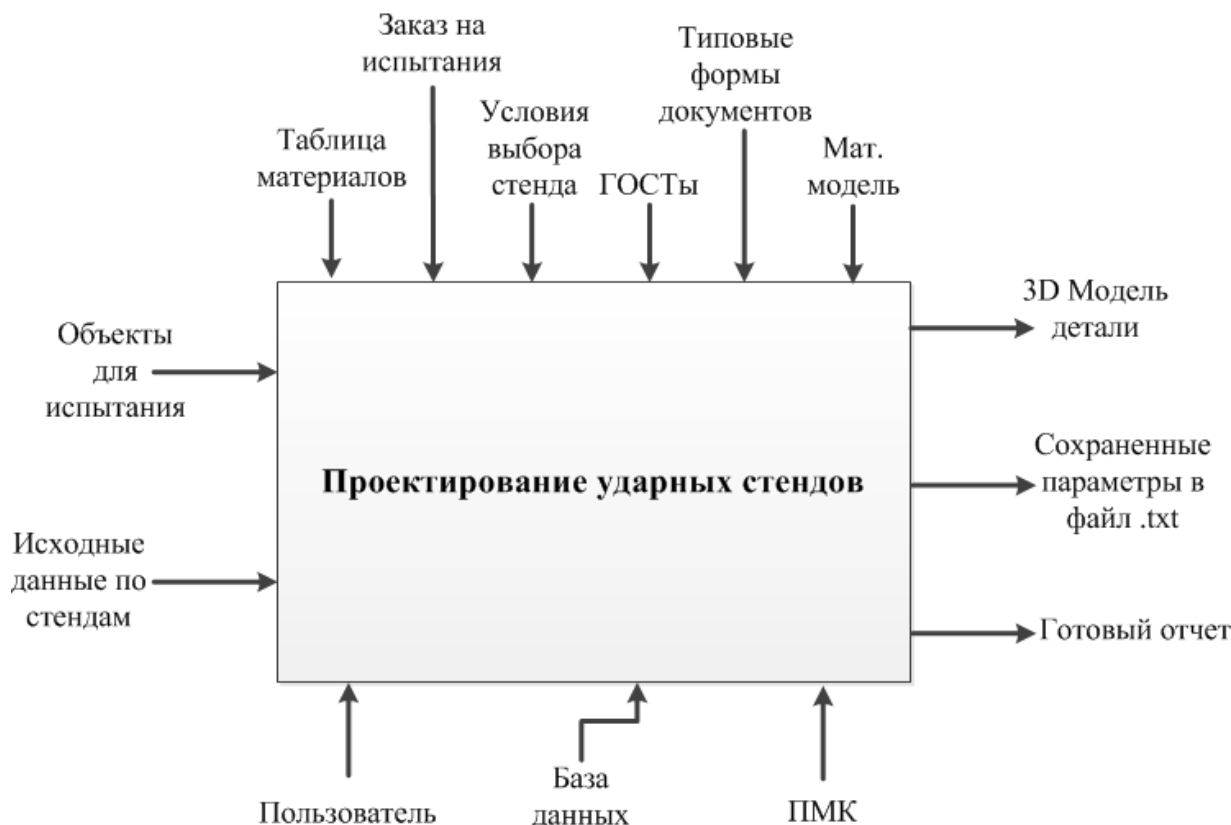 Заказ на
испытания
Типовые
формы
документов
Условия
выбора
стенда
Таблица
материалов
ГОСТы
Мат.
модель
3D Модель
детали
Объекты
для
испытания
Проектирование ударных стендов
Сохраненные
параметры в
файл .txt
Исходные
данные по
стендам
Готовый отчет
Пользователь
База
данных
ПМК